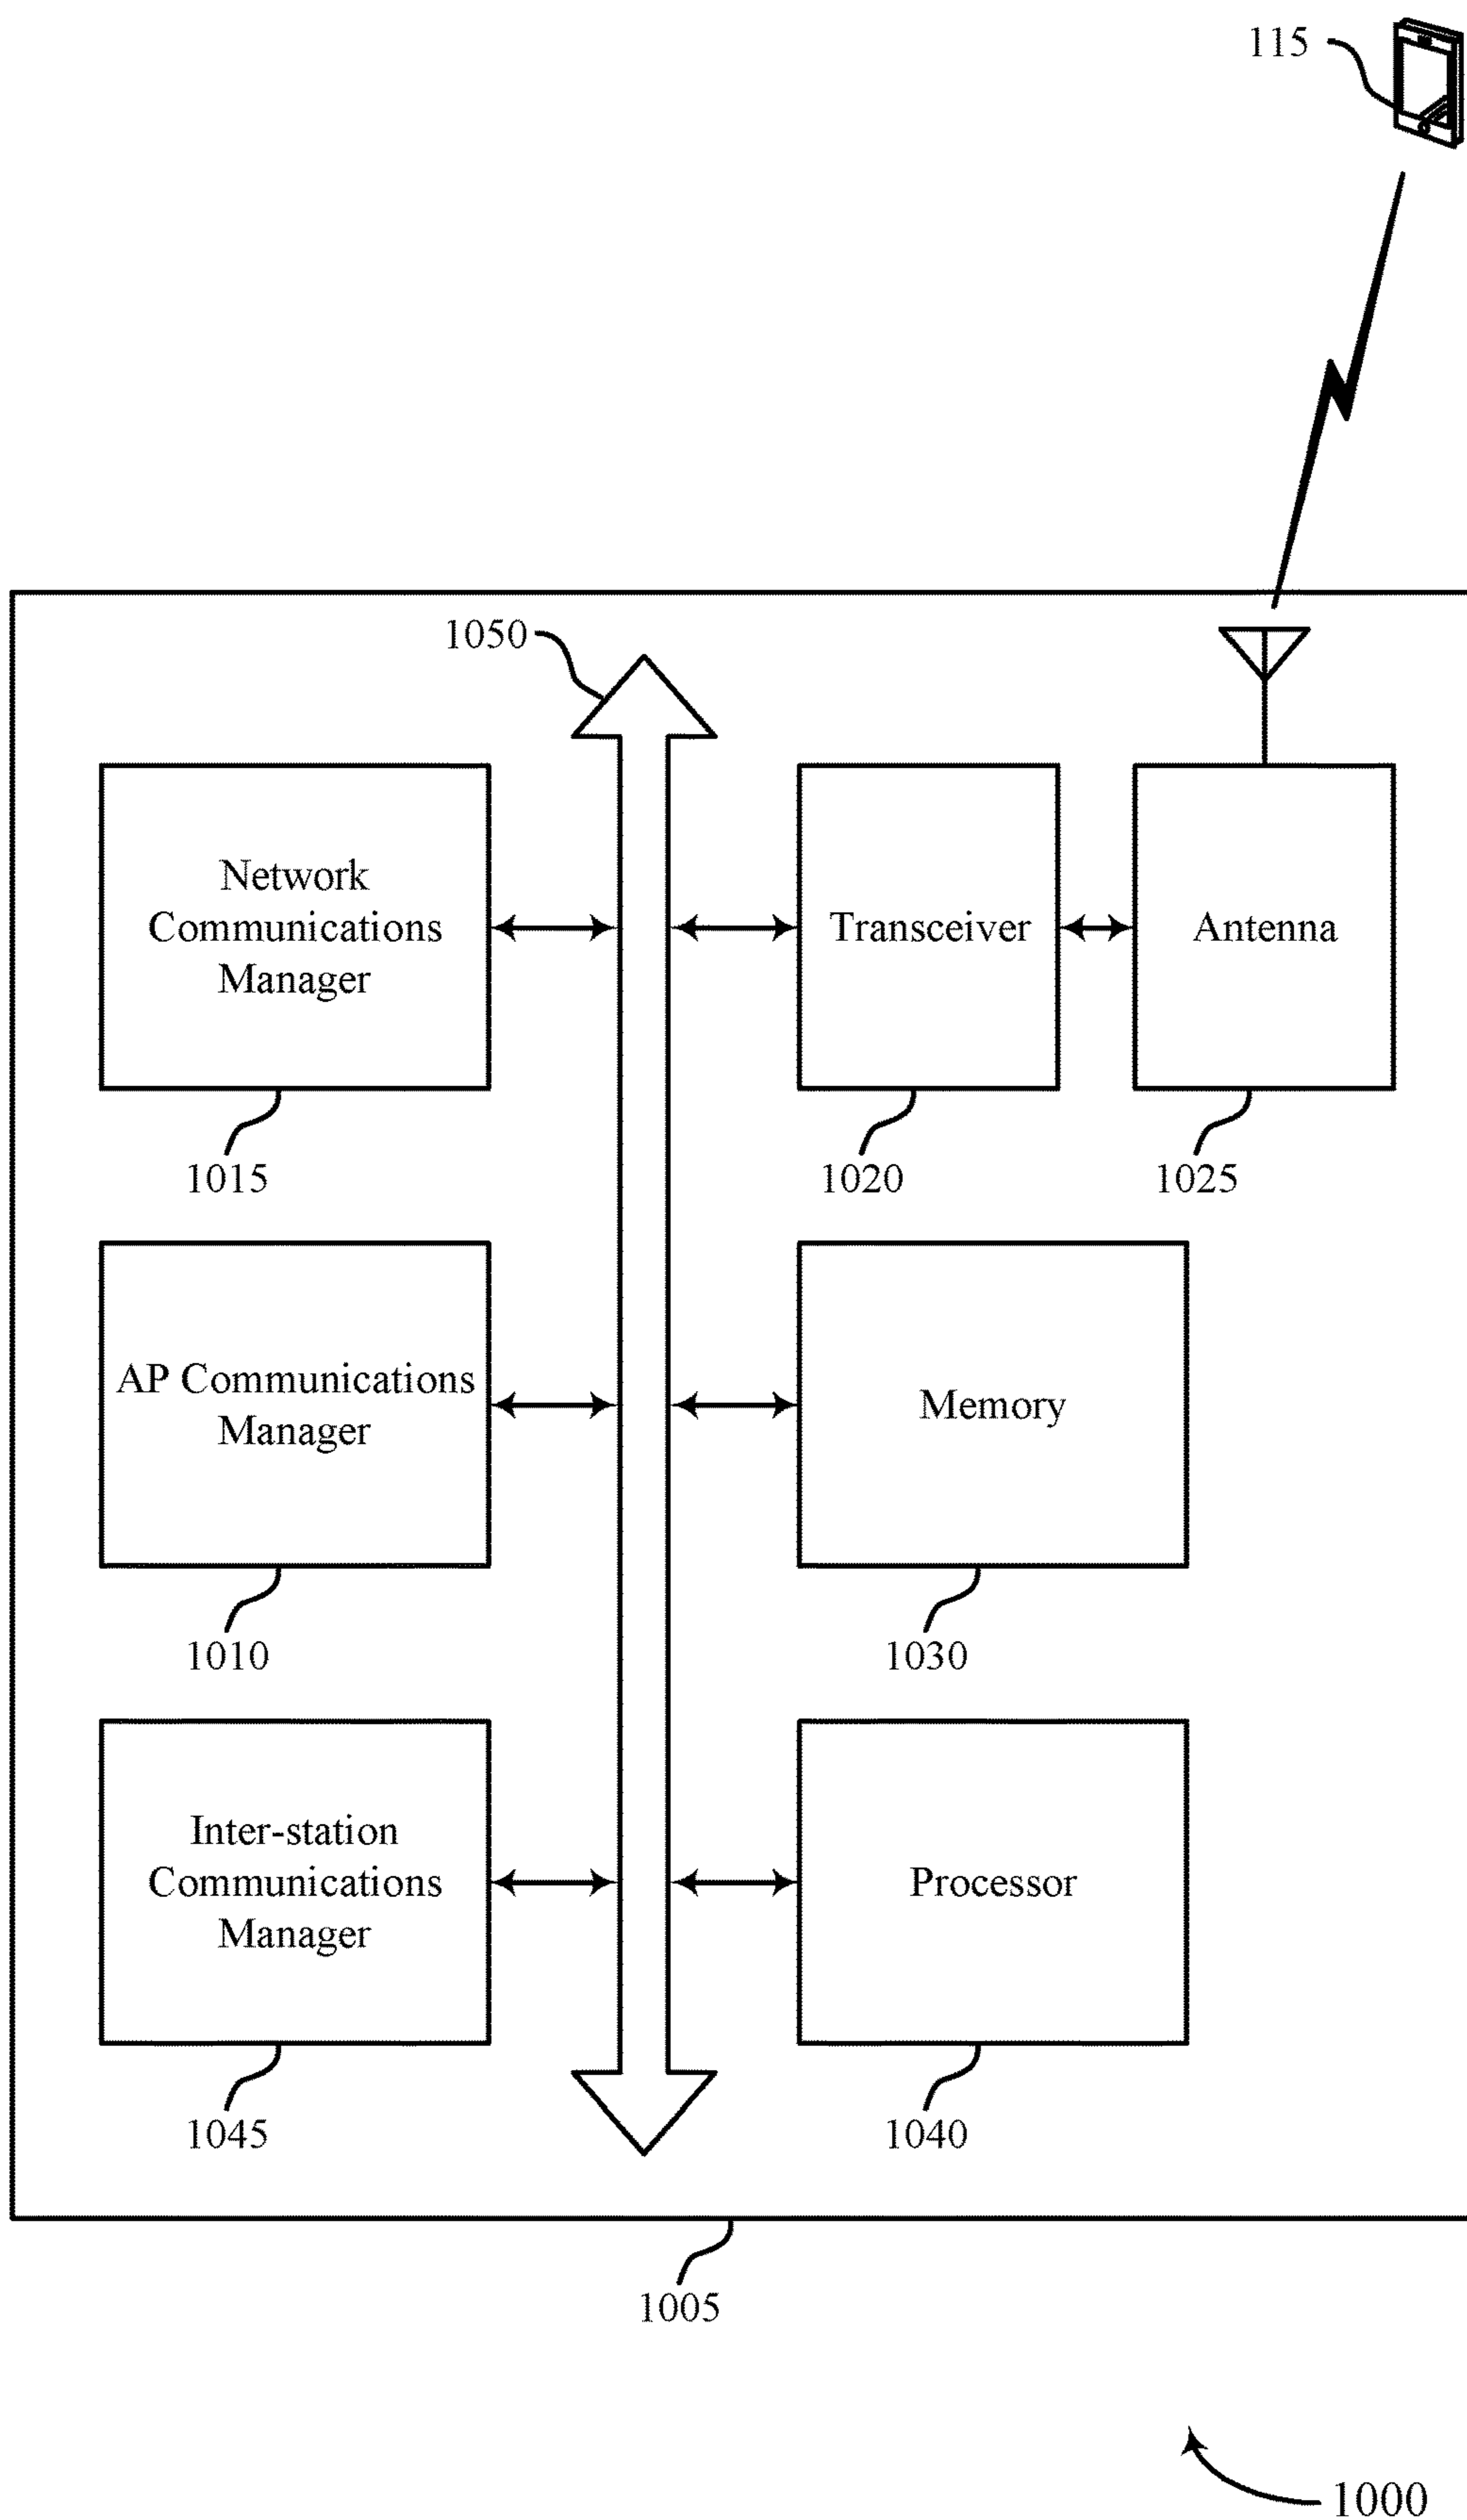 115
1050
Network
Communications
Manager
Transceiver
Antenna
1015
1020
1025
AP Communications
Manager
Memory
1010
1030
Inter-station
Communications
Manager
Processor
1045
1040
1005
1000